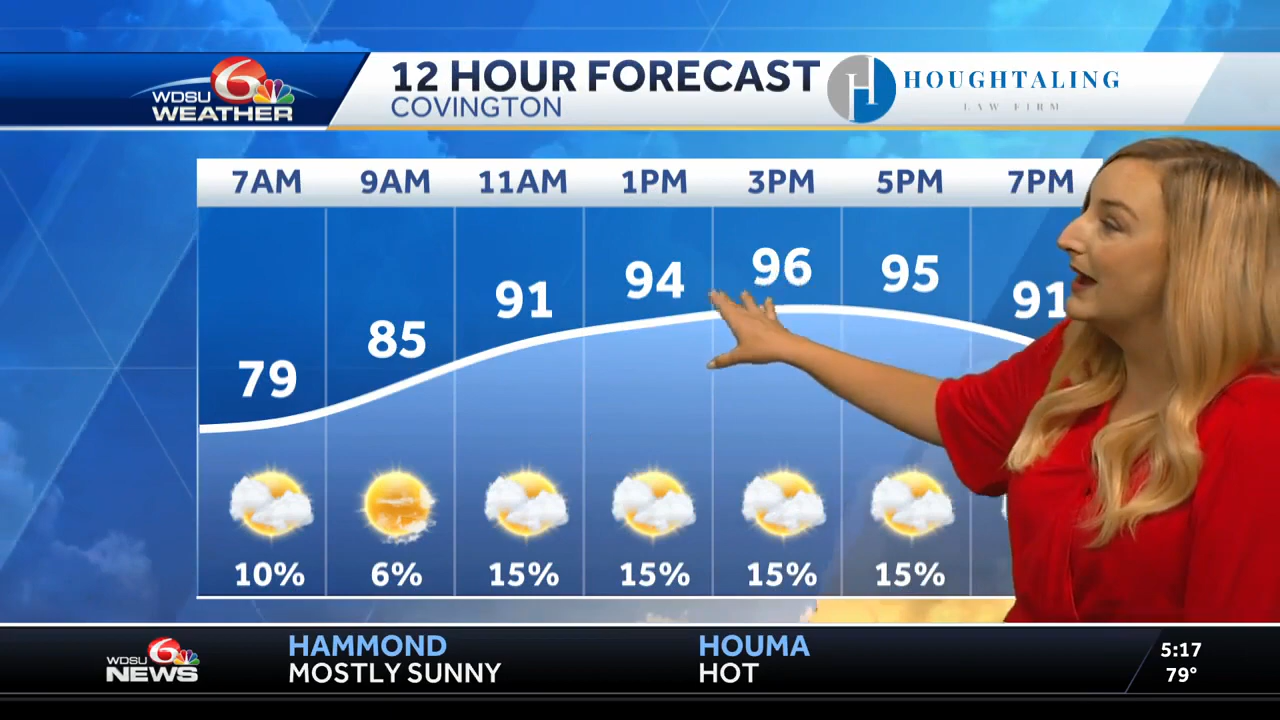 12 HOUR FORECAST
COVINGTON
WDSU 6
WEATHER
H HOUGHTALING
LAW FIRM
7AM 9AM 11AM 1PM 3PM 5PM 7PM
79 85 91 94 96 95 91
10% 6% 15% 15% 15% 15%
WDSU 6
NEWS
HAMMOND
MOSTLY SUNNY
HOUMA
HOT
5:17
79°